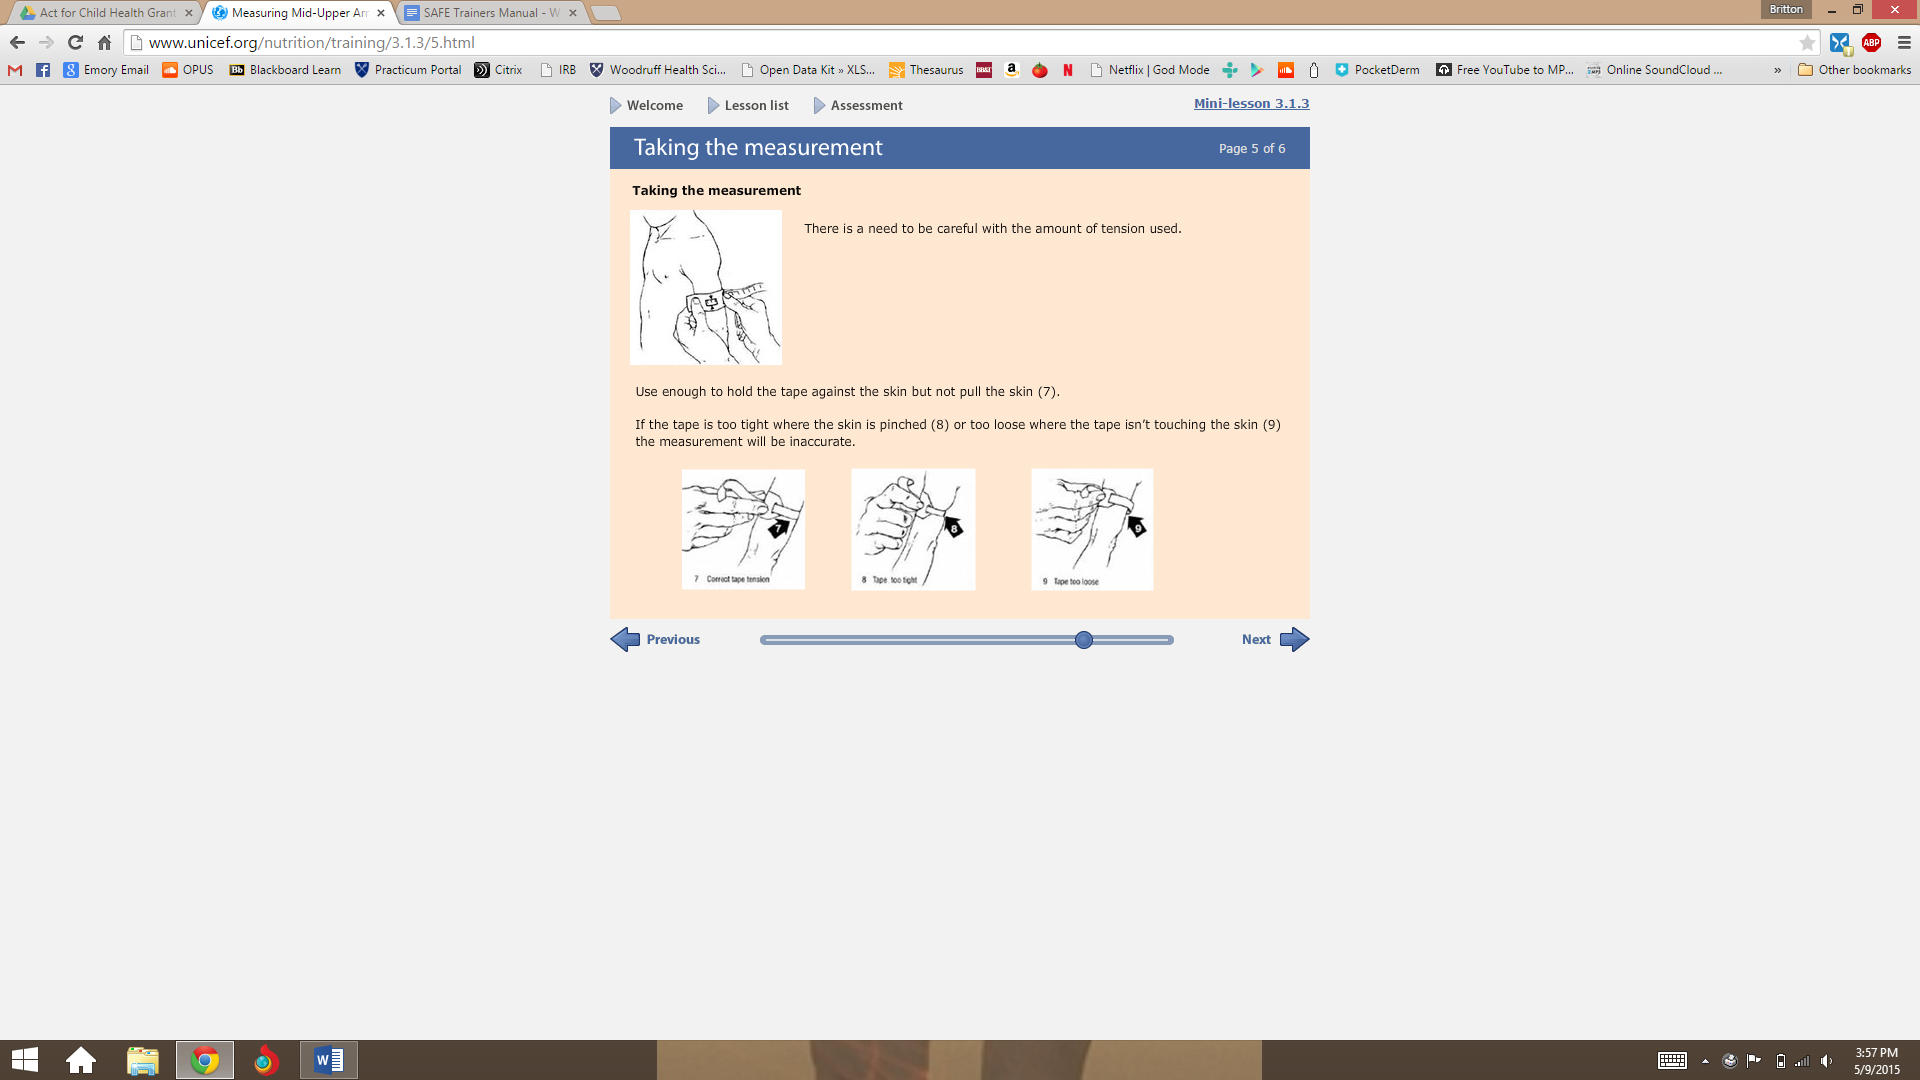 Act for Child Health Grant
Measuring Mid-Upper Ar
SAFE Trainers Manual - W
Britton
www.unicef.org/nutrition/training/3.1.3/5.html
ABP
Emory Email
OPUS
Bb Blackboard Learn
Practicum Portal
Citrix
IRB
Woodruff Health Sci...
Open Data Kit » XLS...
Thesaurus
BB&T
Netflix | God Mode
PocketDerm
Free YouTube to MP...
Online SoundCloud ...
»
Other bookmarks
Welcome
Lesson list
Assessment
Mini-lesson 3.1.3
Taking the measurement
Page 5 of 6
Taking the measurement
There is a need to be careful with the amount of tension used.
Use enough to hold the tape against the skin but not pull the skin (7).
If the tape is too tight where the skin is pinched (8) or too loose where the tape isn’t touching the skin (9)
the measurement will be inaccurate.
7
7 Correct tape tension
8
8 Tape too tight
9
9 Tape too loose
Previous
Next
3:57 PM
5/9/2015